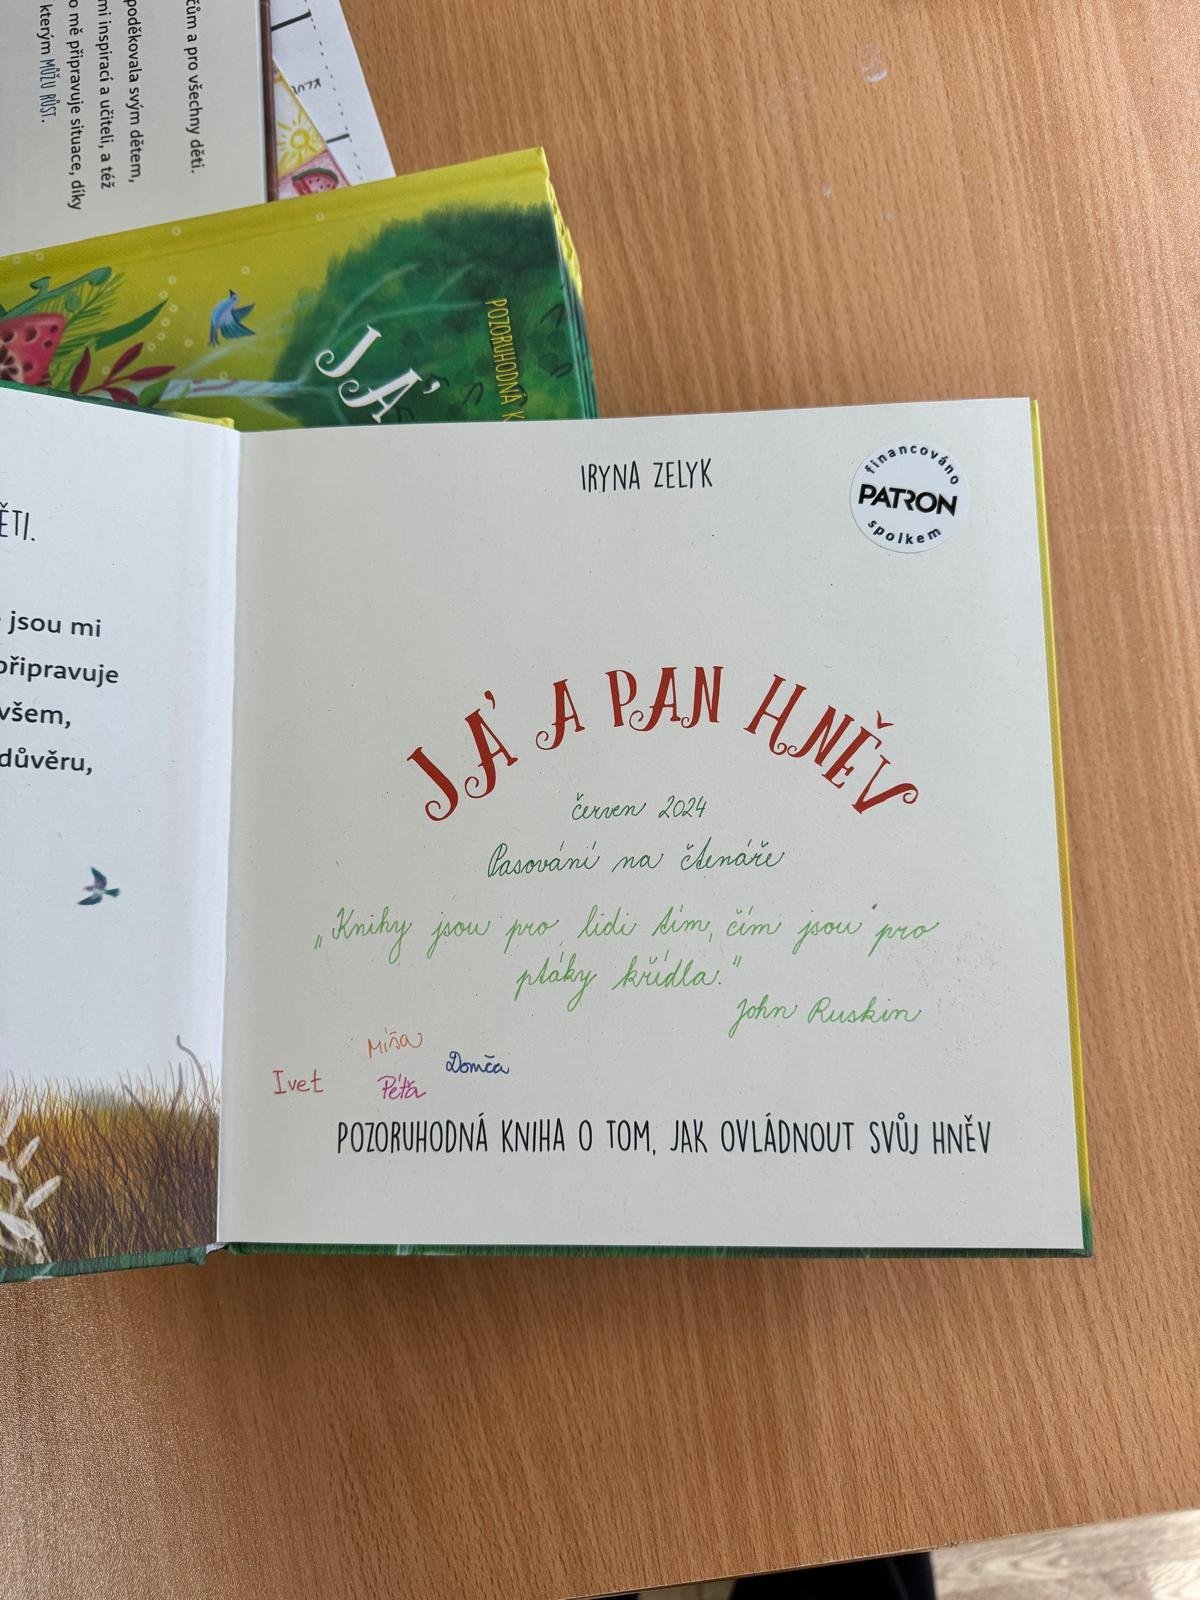 čům a pro všechny děti.
poděkovala svým dětem,
mi inspirací a učiteli, a též
o mě připravuje situace, díky
kterým MŮŽU RŮST.
POZORUHODNÁ K
JÁ
ĚTI.
jsou mi
připravuje
všem,
důvěru,
IRYNA ZELYK
financováno
PATRON
spolkem
JÁ A PAN HNĚV
červen 2024
Pasování na čtenáře
„Knihy jsou pro lidi tím, čím jsou pro
ptáky křídla."
John Ruskin
Míša
Domča
Ivet
Péťa
POZORUHODNÁ KNIHA O TOM, JAK OVLÁDNOUT SVŮJ HNĚV